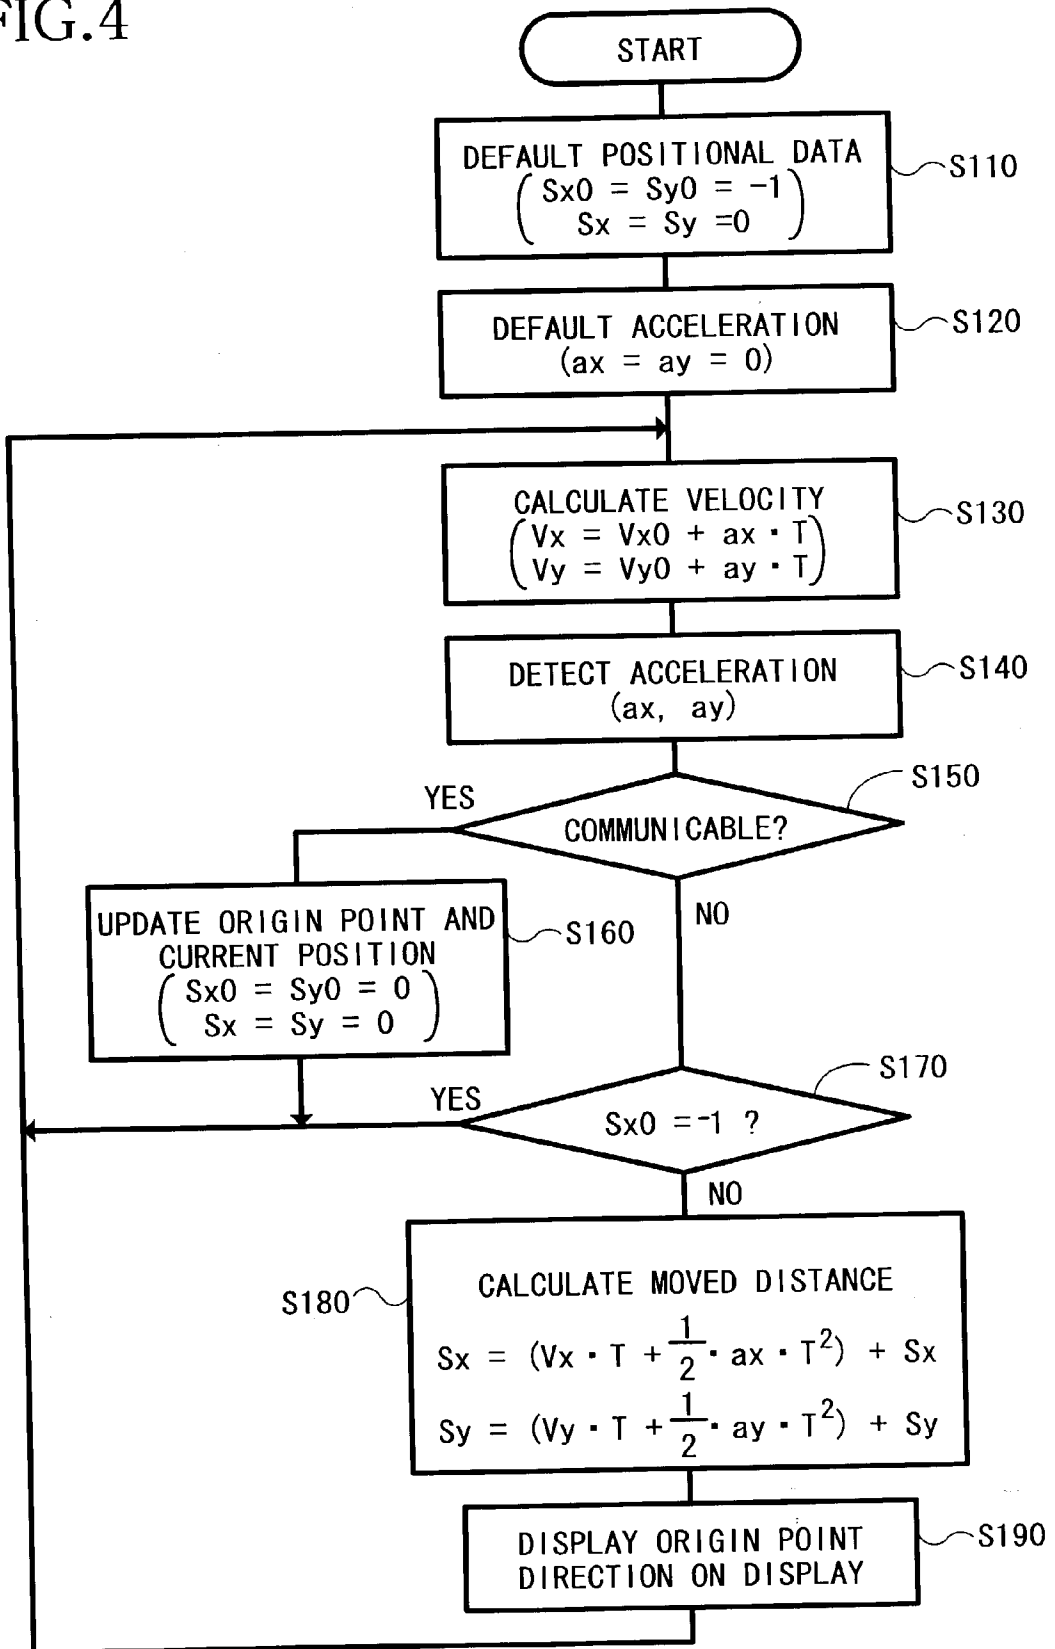 FIG.4
START
DEFAULT POSITIONAL DATA
(Sx0 = Sy0 = -1
Sx = Sy =0)
S110
DEFAULT ACCELERATION
(ax = ay = 0)
S120
CALCULATE VELOCITY
(Vx = Vx0 + ax・T
Vy = Vy0 + ay・T)
S130
DETECT ACCELERATION
(ax, ay)
S140
S150
YES
COMMUNICABLE?
NO
UPDATE ORIGIN POINT AND
CURRENT POSITION
(Sx0 = Sy0 = 0
Sx = Sy = 0)
S160
S170
YES
Sx0 =-1 ?
NO
S180
CALCULATE MOVED DISTANCE
Sx = (Vx・T + 1/2・ax・T²) + Sx
Sy = (Vy・T + 1/2・ay・T²) + Sy
DISPLAY ORIGIN POINT
DIRECTION ON DISPLAY
S190